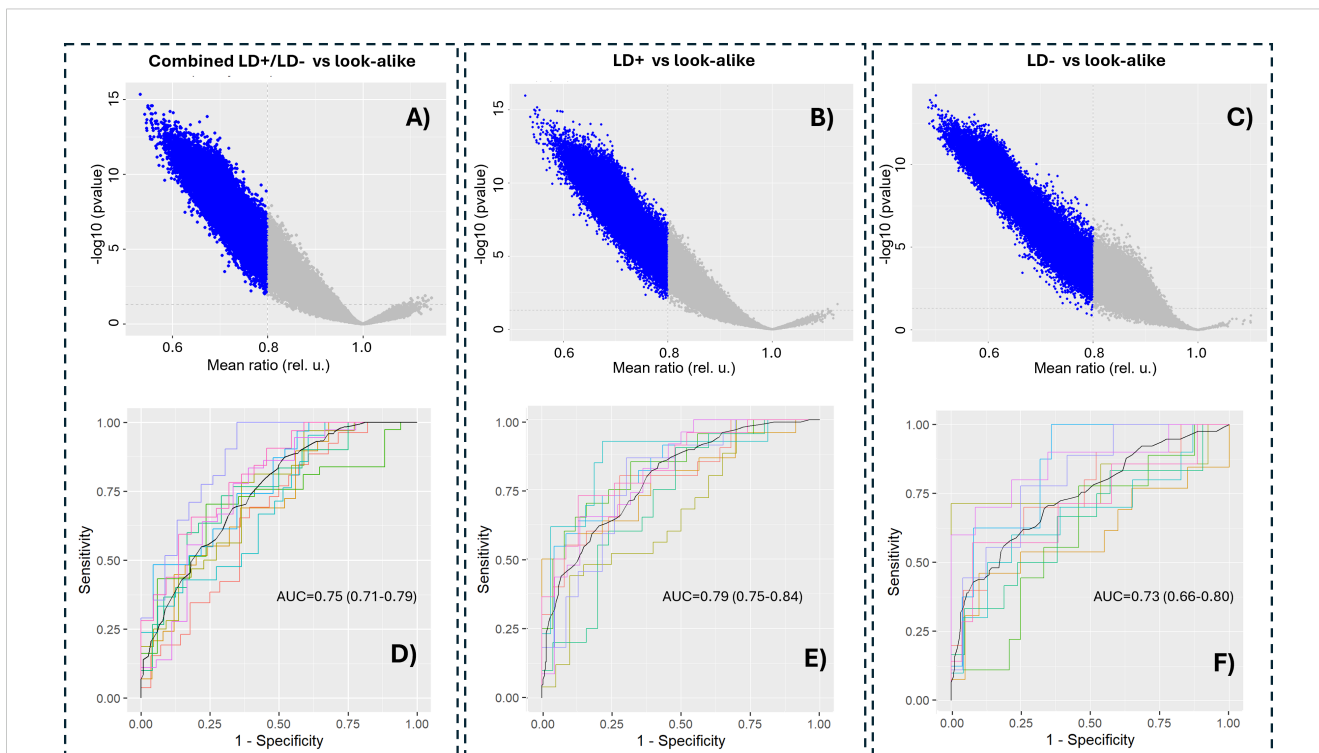 Combined LD+/LD- vs look-alike
LD+ vs look-alike
LD- vs look-alike
A)
15
10
5
0
-log10 (pvalue)
0.6
0.8
1.0
Mean ratio (rel. u.)
B)
15
10
5
0
-log10 (pvalue)
0.6
0.8
1.0
Mean ratio (rel. u.)
C)
10
5
0
-log10 (pvalue)
0.6
0.8
1.0
Mean ratio (rel. u.)
1.00
0.75
0.50
0.25
0.00
Sensitivity
AUC=0.75 (0.71-0.79)
D)
0.00
0.25
0.50
0.75
1.00
1 - Specificity
1.00
0.75
0.50
0.25
0.00
Sensitivity
AUC=0.79 (0.75-0.84)
E)
0.00
0.25
0.50
0.75
1.00
1 - Specificity
1.00
0.75
0.50
0.25
0.00
Sensitivity
AUC=0.73 (0.66-0.80)
F)
0.00
0.25
0.50
0.75
1.00
1 - Specificity